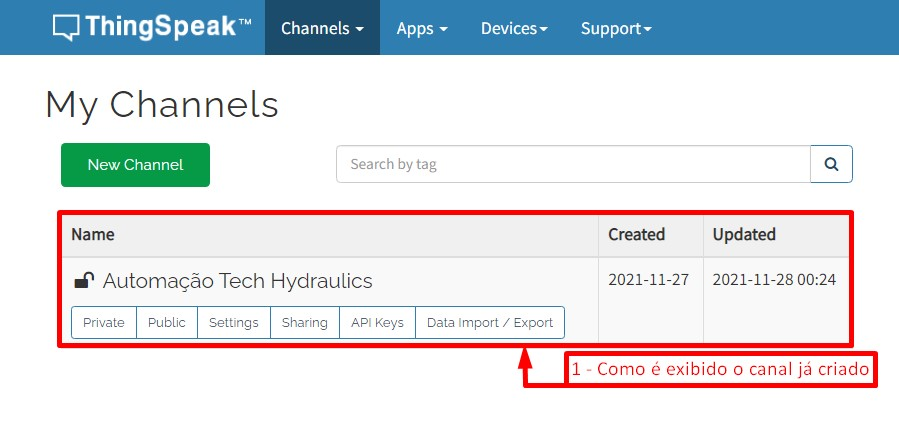 ThingSpeak™ Channels Apps Devices Support
My Channels
New Channel Search by tag
Name Created Updated
Automação Tech Hydraulics 2021-11-27 2021-11-28 00:24
Private Public Settings Sharing API Keys Data Import / Export
1 - Como é exibido o canal já criado